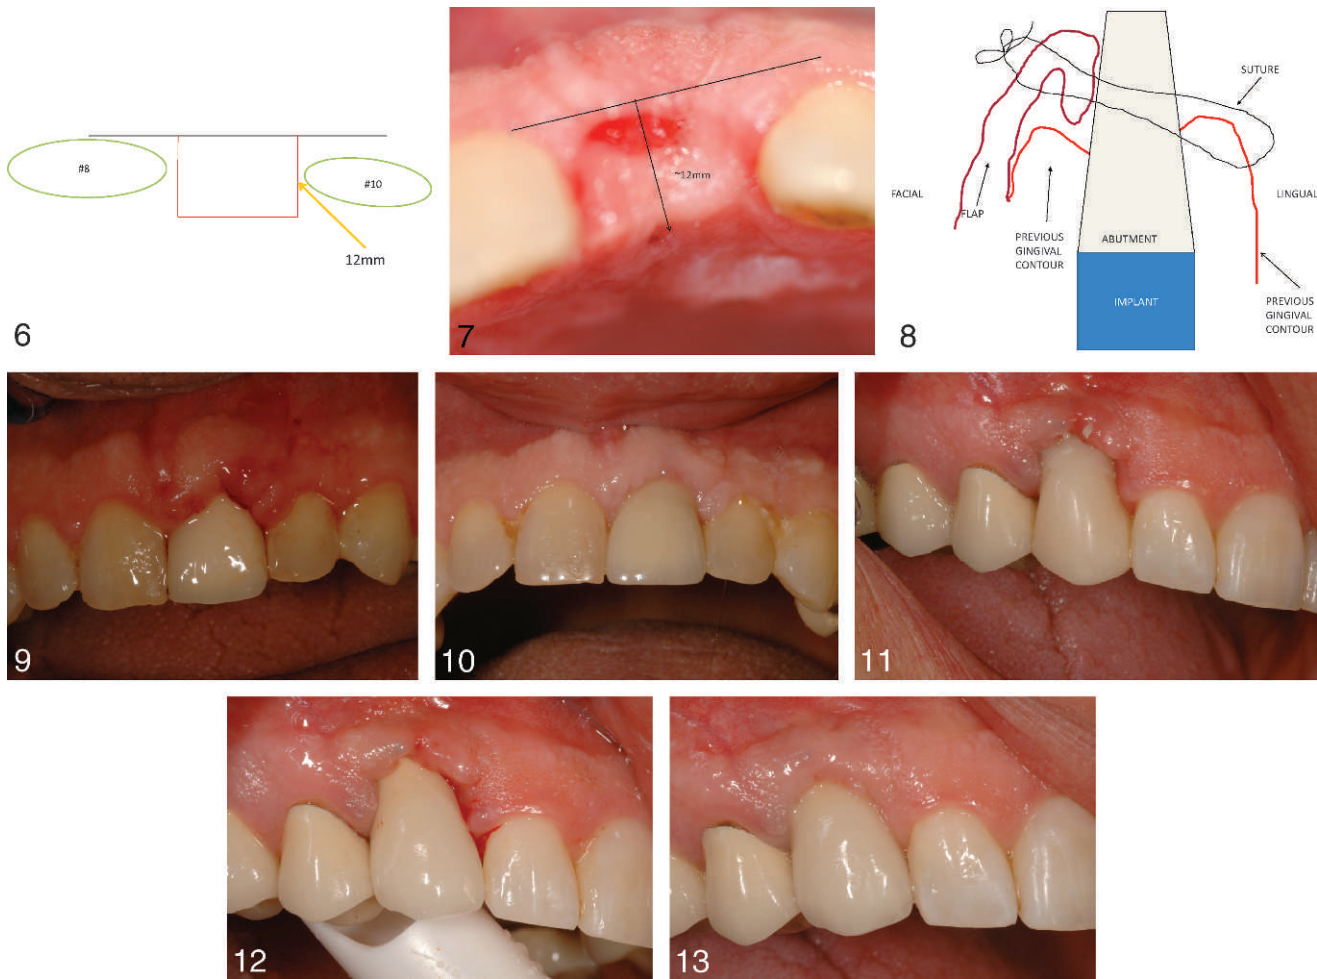 #8
#10
12mm
6
~12mm
7
SUTURE
FACIAL
LINGUAL
FLAP
PREVIOUS
GINGIVAL
CONTOUR
ABUTMENT
IMPLANT
PREVIOUS
GINGIVAL
CONTOUR
8
9
10
11
12
13